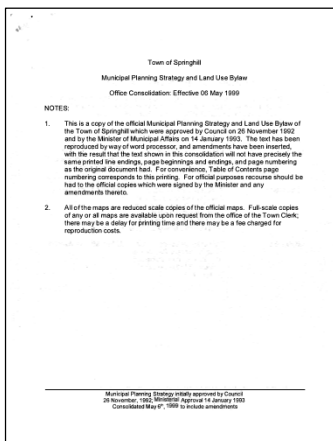 Town of Springhill
Municipal Planning Strategy and Land Use Bylaw
Office Consolidation: Effective 06 May 1999
NOTES:
1. This is a copy of the official Municipal Planning Strategy and Land Use Bylaw of
the Town of Springhill which were approved by Council on 26 November 1992
and by the Minister of Municipal Affairs on 14 January 1993. The text has been
reproduced by way of word processor, and amendments have been inserted,
with the result that the text shown in this consolidation will not have precisely the
same printed line endings, page beginnings and endings, and page numbering
as the original document had. For convenience, Table of Contents page
numbering corresponds to this printing. For official purposes recourse should be
had to the official copies which were signed by the Minister and any
amendments thereto.
2. All of the maps are reduced scale copies of the official maps. Full-scale copies
of any or all maps are available upon request from the office of the Town Clerk;
there may be a delay for printing time and there may be a fee charged for
reproduction costs.
Municipal Planning Strategy initially approved by Council
26 November, 1992; Ministerial Approval 14 January 1993
Consolidated May 6th, 1999 to include amendments